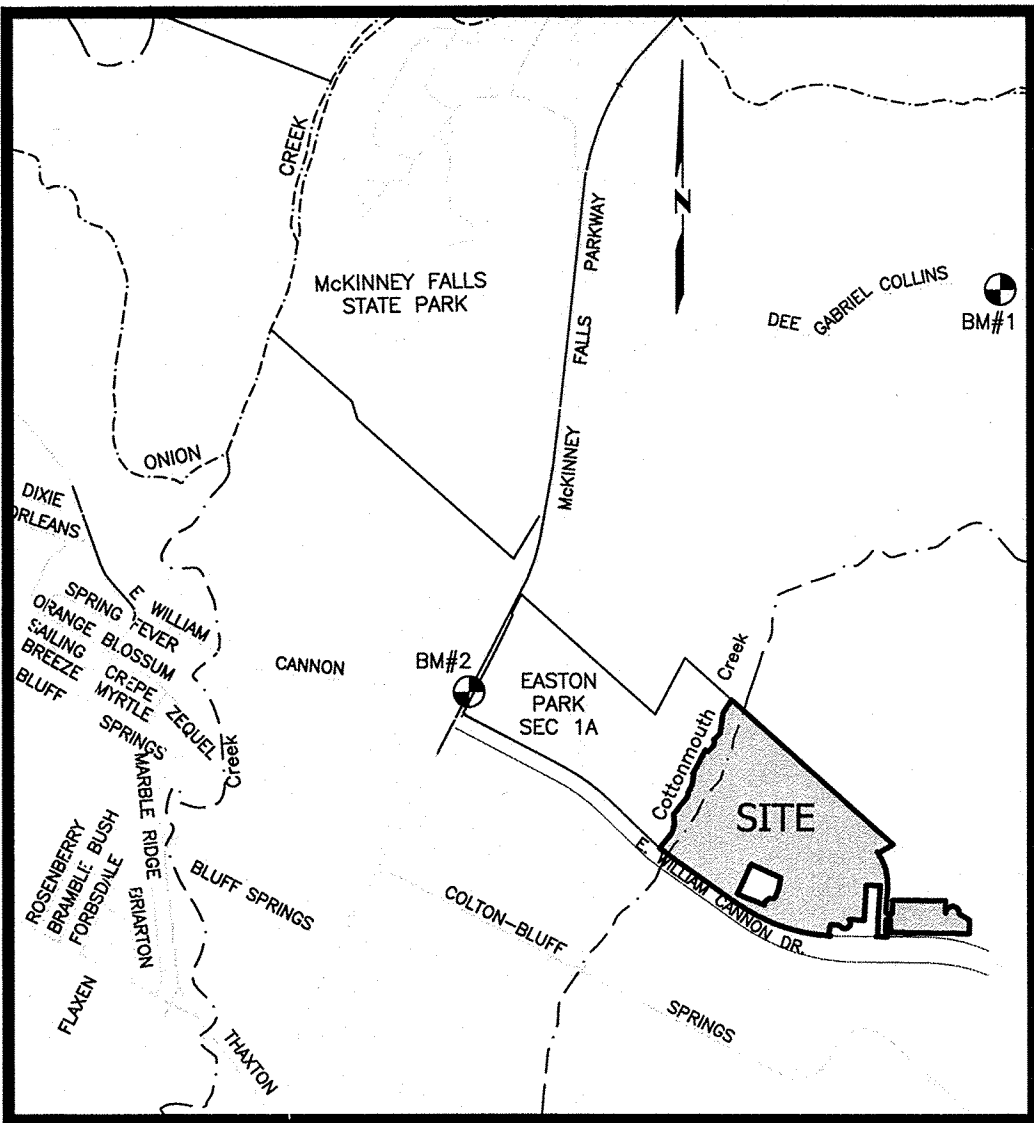 CREEK
McKINNEY FALLS
STATE PARK
McKINNEY FALLS PARKWAY
N
DEE GABRIEL COLLINS
BM#1
ONION
DIXIE
ORLEANS
E WILLIAM
CANNON
SPRING FEVER
ORANGE BLOSSUM
SAILING
BREEZE
CREPE
MYRTLE
ZEQUEL
BLUFF
SPRINGS
Creek
BM#2
EASTON
PARK
SEC 1A
Cottonmouth
Creek
SITE
E. WILLIAM CANNON DR.
MARBLE RIDGE
BRIARTON
ROSENBERRY
BRAMBLE BUSH
FORBSDALE
BLUFF SPRINGS
COLTON-BLUFF
SPRINGS
FLAXEN
THAXTON